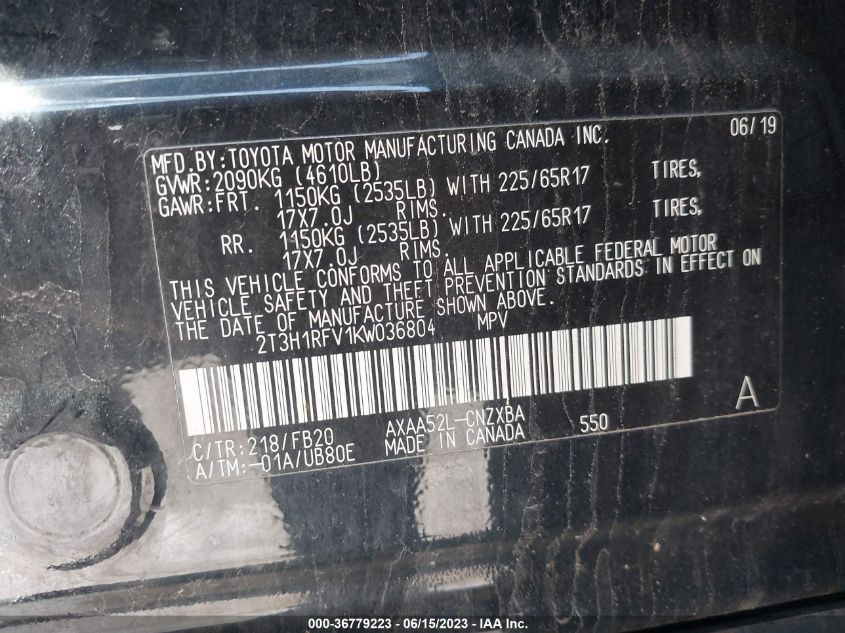 MFD.BY:TOYOTA MOTOR MANUFACTURING CANADA INC. 06/19
GVWR:2090KG (4610LB)
GAWR:FRT. 1150KG (2535LB) WITH 225/65R17 TIRES,
17X7.0J RIMS.
RR. 1150KG (2535LB) WITH 225/65R17 TIRES,
17X7.0J RIMS.
THIS VEHICLE CONFORMS TO ALL APPLICABLE FEDERAL MOTOR
VEHICLE SAFETY AND THEFT PREVENTION STANDARDS IN EFFECT ON
THE DATE OF MANUFACTURE SHOWN ABOVE.
2T3H1RFV1KW036804 MPV
A
C/TR:218/FB20 AXAA52L-CNZXBA 550
A/TM:-01A/UB80E MADE IN CANADA
000-36779223 - 06/15/2023 - IAA Inc.